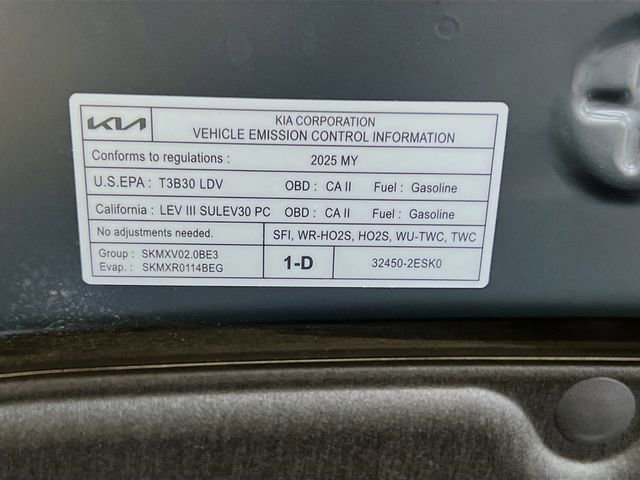 KIA
KIA CORPORATION
VEHICLE EMISSION CONTROL INFORMATION
Conforms to regulations : 2025 MY
U.S.EPA : T3B30 LDV OBD : CA II Fuel : Gasoline
California : LEV III SULEV30 PC OBD : CA II Fuel : Gasoline
No adjustments needed. SFI, WR-HO2S, HO2S, WU-TWC, TWC
Group : SKMXV02.0BE3
Evap. : SKMXR0114BEG
1-D
32450-2ESK0